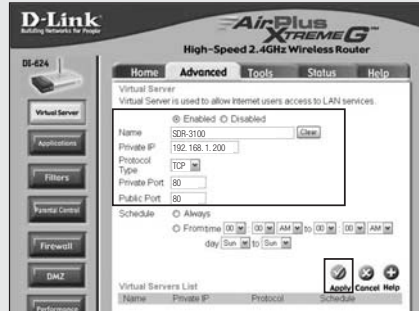 D-Link
Building Networks for People
AirPlus
XTREME G
High-Speed 2.4GHz Wireless Router
DI-624
Home Advanced Tools Status Help
Virtual Server
Virtual Server is used to allow Internet users access to LAN services.
Enabled Disabled
Name SDR-3100 Clear
Private IP 192.168.1.200
Protocol Type TCP
Private Port 80
Public Port 80
Schedule Always
From time 00 : 00 AM to 00 : 00 AM
day Sun to Sun
Apply Cancel Help
Virtual Servers List
Name Private IP Protocol Schedule
Virtual Server
Applications
Filters
Parental Control
Firewall
DMZ
Performance